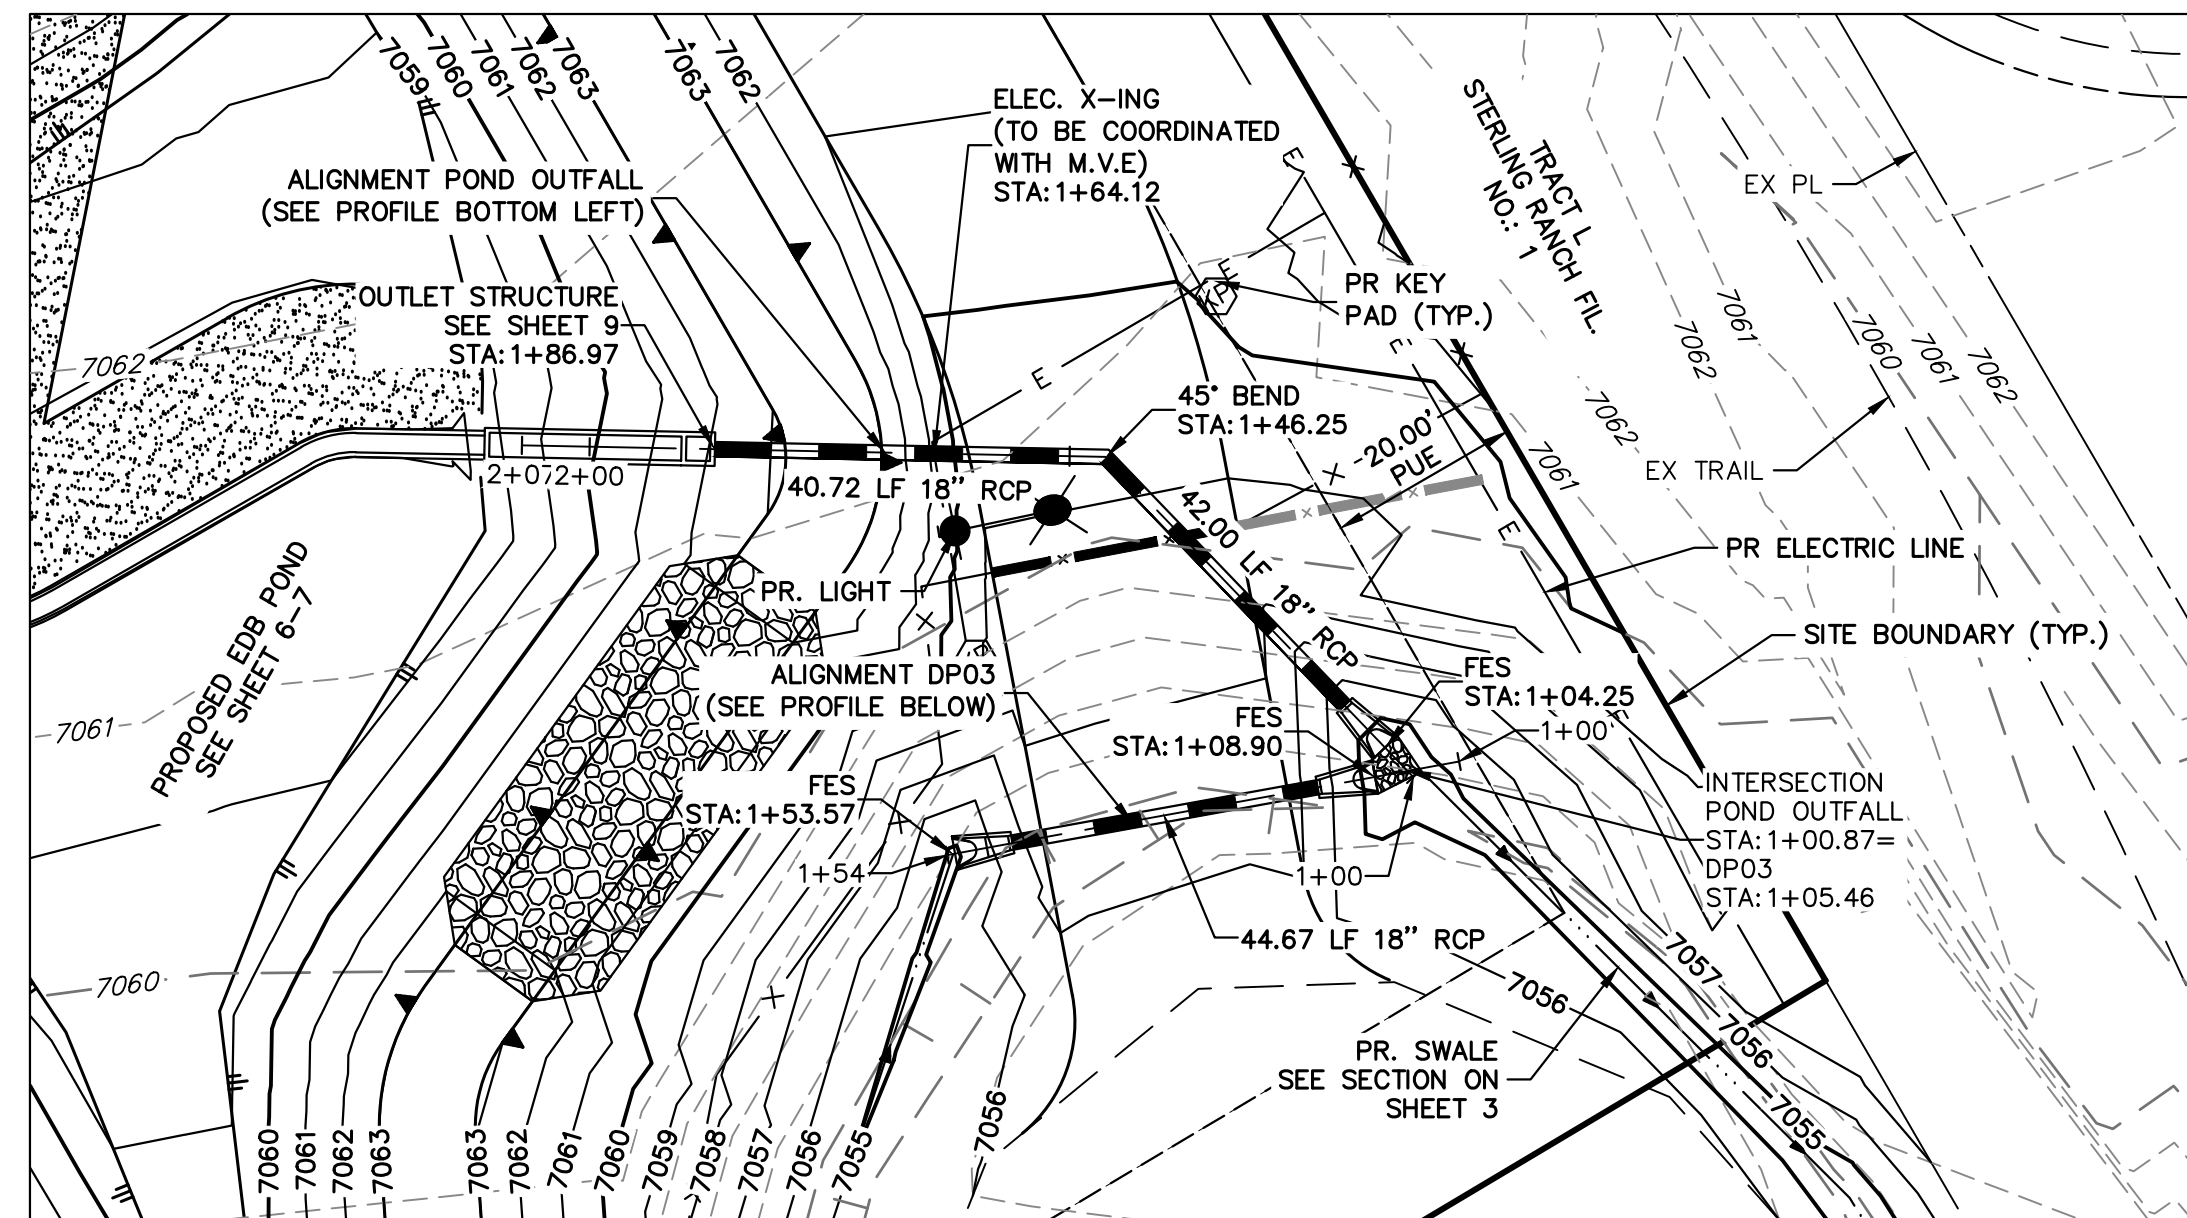 7059
7060
7061
7062
7063
7063
7062
ELEC. X-ING
(TO BE COORDINATED
WITH M.V.E)
STA:1+64.12
TRACT L
STERLING RANCH FIL.
NO.: 1
EX PL
ALIGNMENT POND OUTFALL
(SEE PROFILE BOTTOM LEFT)
E
E
KP
PR KEY
PAD (TYP.)
OUTLET STRUCTURE
SEE SHEET 9
STA:1+86.97
7062
E
E
7062
7061
7060
7061
7062
45° BEND
STA:1+46.25
-20.00'
PUE
7062
7061
EX TRAIL
2+07
2+00
40.72 LF 18" RCP
42.00 LF 18" RCP
E
PR ELECTRIC LINE
PR. LIGHT
PROPOSED EDB POND
SEE SHEET 6-7
SITE BOUNDARY (TYP.)
ALIGNMENT DP03
(SEE PROFILE BELOW)
FES
STA:1+04.25
1+00
FES
STA:1+08.90
7061
FES
STA:1+53.57
1+54
INTERSECTION
POND OUTFALL
STA:1+00.87=
DP03
STA:1+05.46
1+00
44.67 LF 18" RCP
7060
7057
7056
7056
7055
PR. SWALE
SEE SECTION ON
SHEET 3
7060
7061
7062
7063
7063
7062
7061
7060
7059
7058
7057
7056
7055
7056